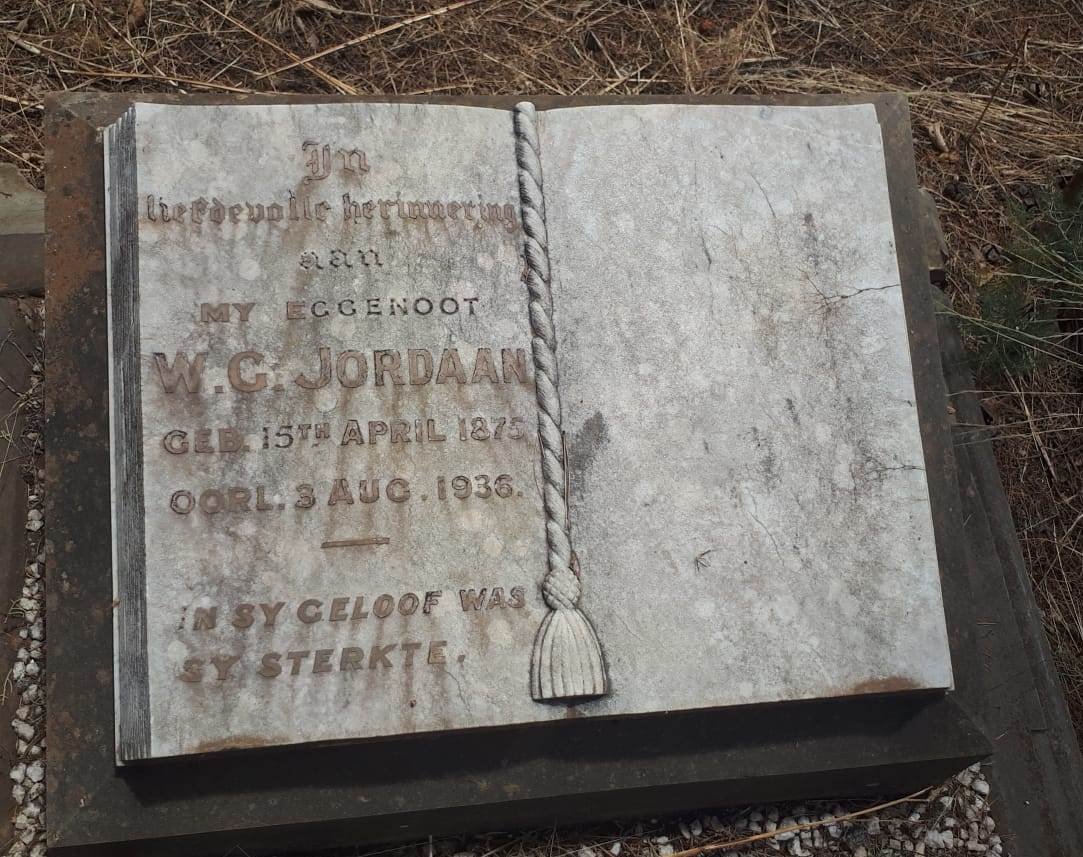 In
liefdevolle herinnering
aan
MY EGGENOOT
W.G. JORDAAN
GEB. 15TH APRIL 1875
OORL. 3 AUG. 1936.
IN SY GELOOF WAS
SY STERKTE.